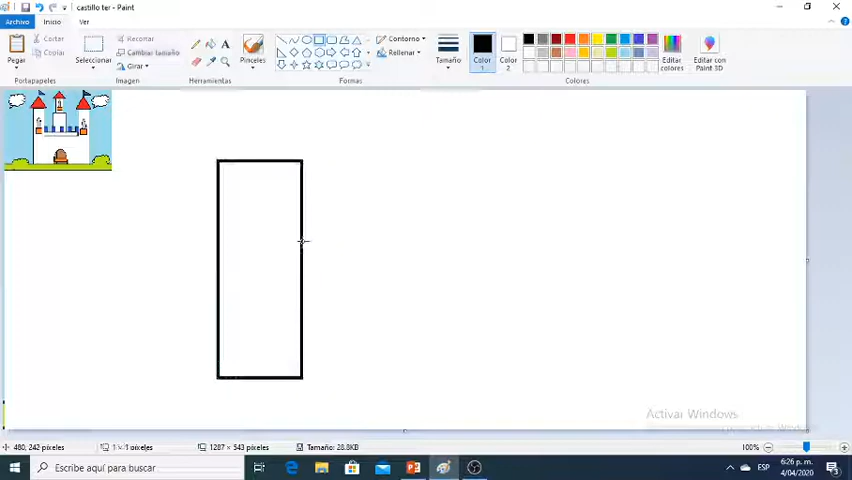 castillo ter - Paint
Archivo
Inicio
Ver
Pegar
Cortar
Copiar
Portapapeles
Seleccionar
Recortar
Cambiar tamaño
Girar
Imagen
A
Herramientas
Pinceles
Contorno
Rellenar
Formas
Tamaño
Color
1
Color
2
Colores
Editar
colores
Editar con
Paint 3D
Activar Windows
480, 242 píxeles
1287 × 543 píxeles
Tamaño: 28.8KB
100%
Escribe aquí para buscar
ESP
6:26 p. m.
4/04/2020